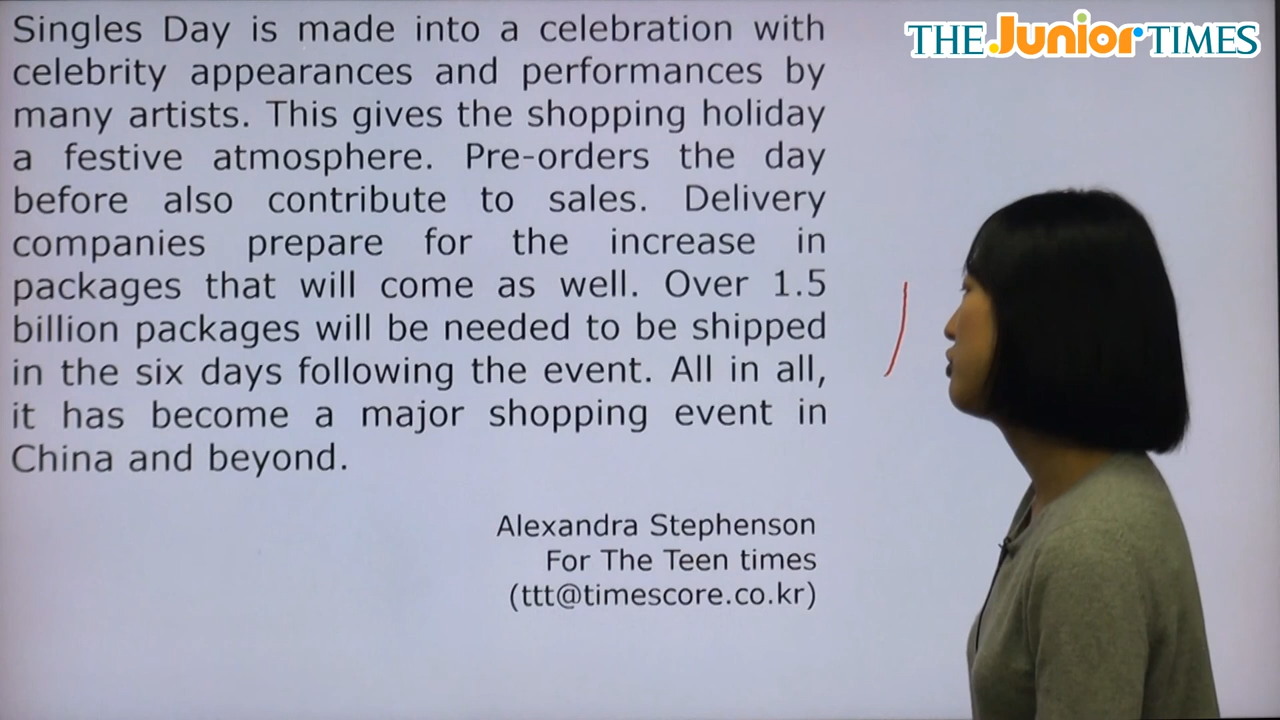 THE Junior TIMES
Singles Day is made into a celebration with
celebrity appearances and performances by
many artists. This gives the shopping holiday
a festive atmosphere. Pre-orders the day
before also contribute to sales. Delivery
companies prepare for the increase in
packages that will come as well. Over 1.5
billion packages will be needed to be shipped
in the six days following the event. All in all,
it has become a major shopping event in
China and beyond.
Alexandra Stephenson
For The Teen times
(ttt@timescore.co.kr)